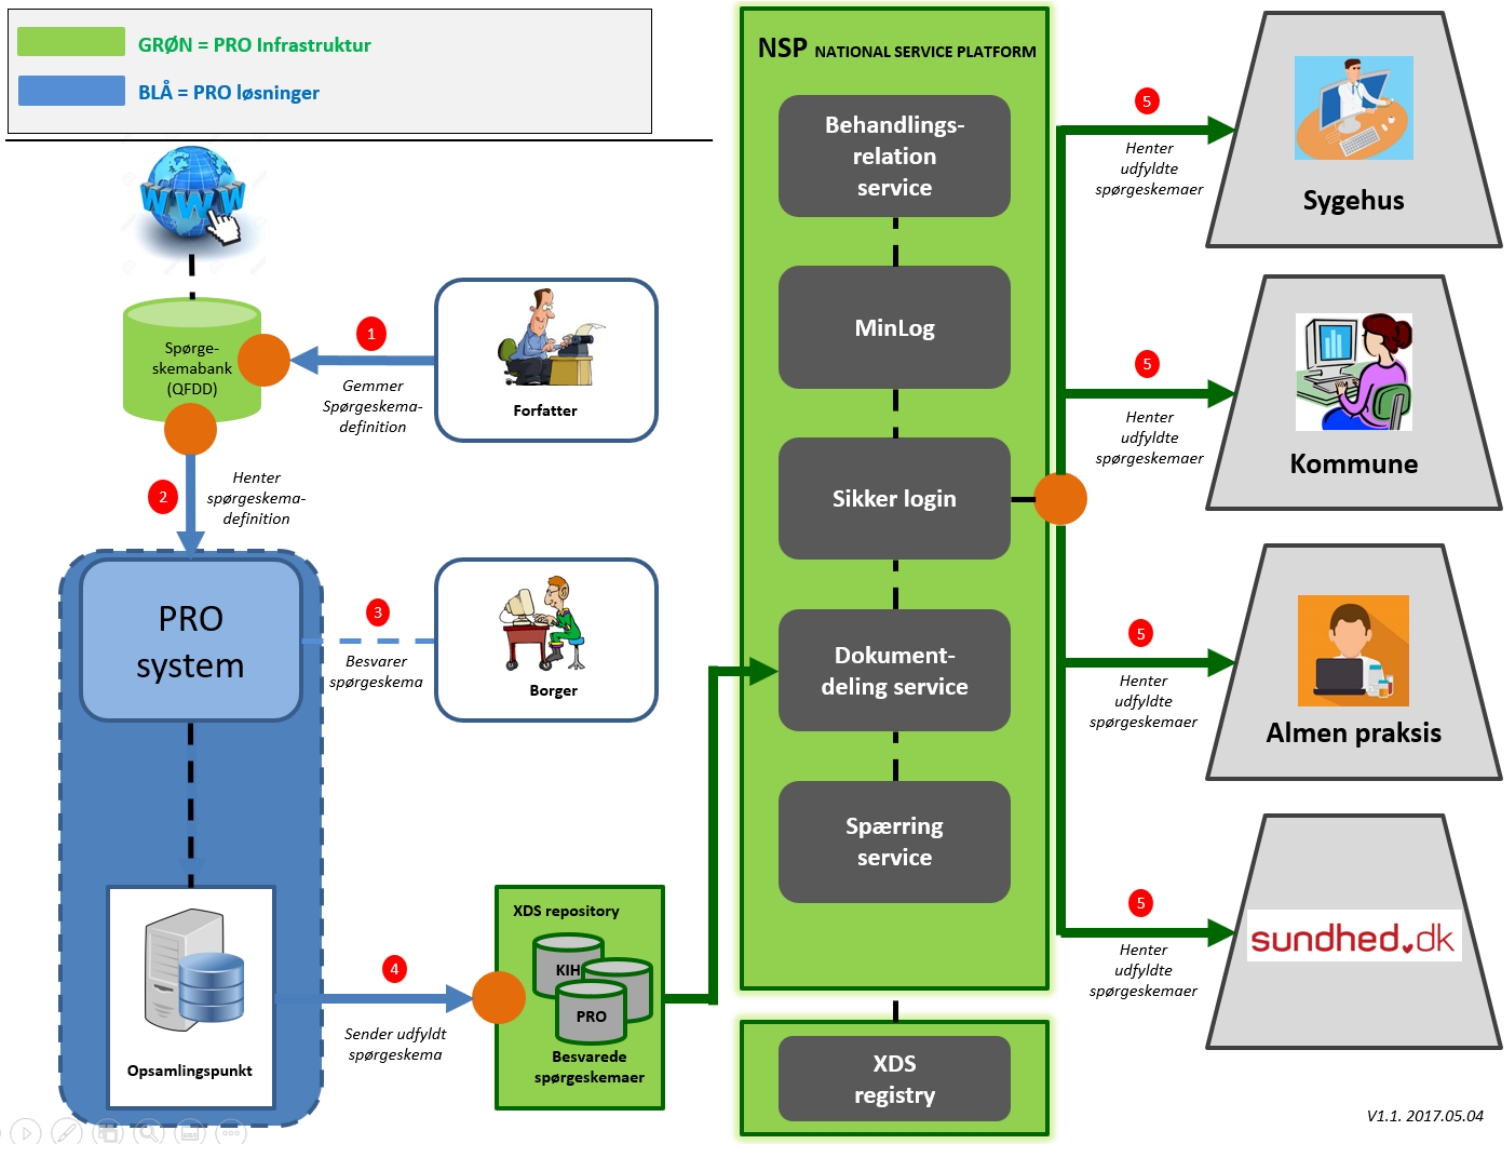 GRØN = PRO Infrastruktur
BLÅ = PRO løsninger
WWW
Spørge-
skemabank
(QFDD)
1
Gemmer
Spørgeskema-
definition
Forfatter
2
Henter
spørgeskema-
definition
PRO
system
3
Besvarer
spørgeskema
Borger
Opsamlingspunkt
4
Sender udfyldt
spørgeskema
XDS repository
KIH
PRO
Besvarede
spørgeskemaer
NSP NATIONAL SERVICE PLATFORM
Behandlings-
relation
service
MinLog
Sikker login
Dokument-
deling service
Spærring
service
XDS
registry
5
Henter
udfyldte
spørgeskemaer
Sygehus
5
Henter
udfyldte
spørgeskemaer
Kommune
5
Henter
udfyldte
spørgeskemaer
Almen praksis
5
Henter
udfyldte
spørgeskemaer
sundhed.dk
V1.1. 2017.05.04